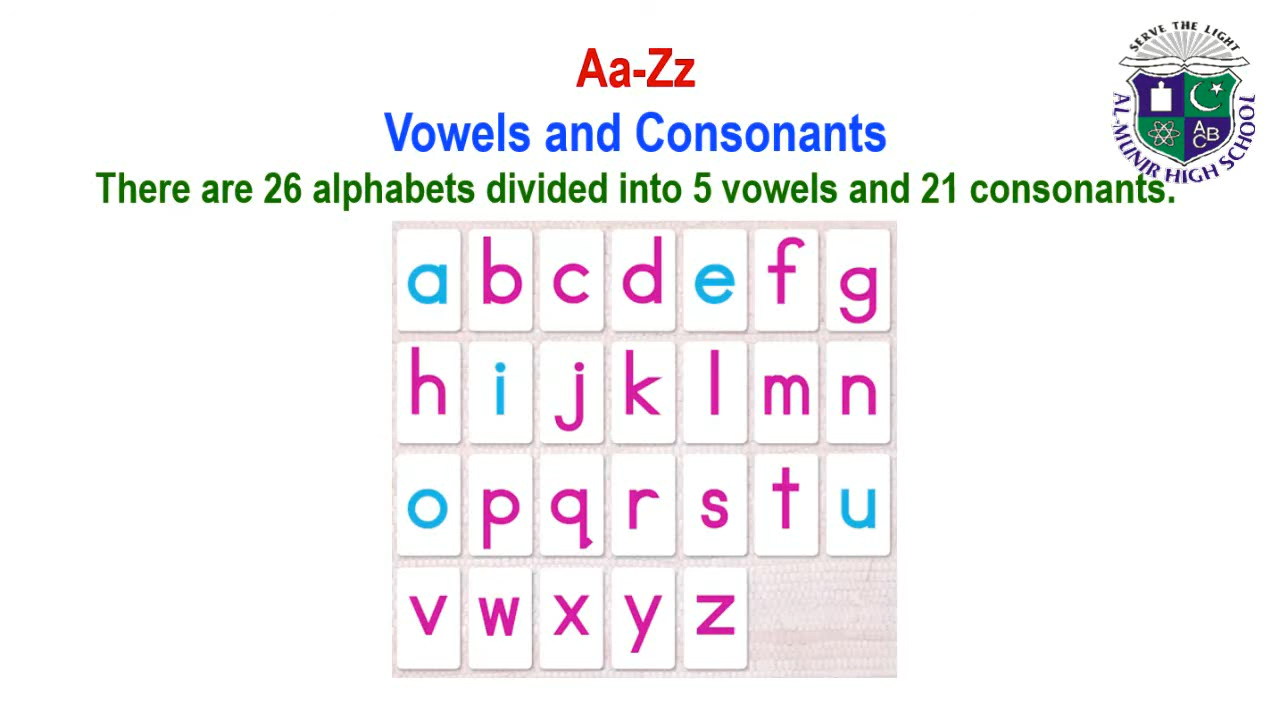 Aa-Zz
Vowels and Consonants
There are 26 alphabets divided into 5 vowels and 21 consonants.
SERVE THE LIGHT
A B C
AL-MUNIR HIGH SCHOOL
a b c d e f g
h i j k l m n
o p q r s t u
v w x y z